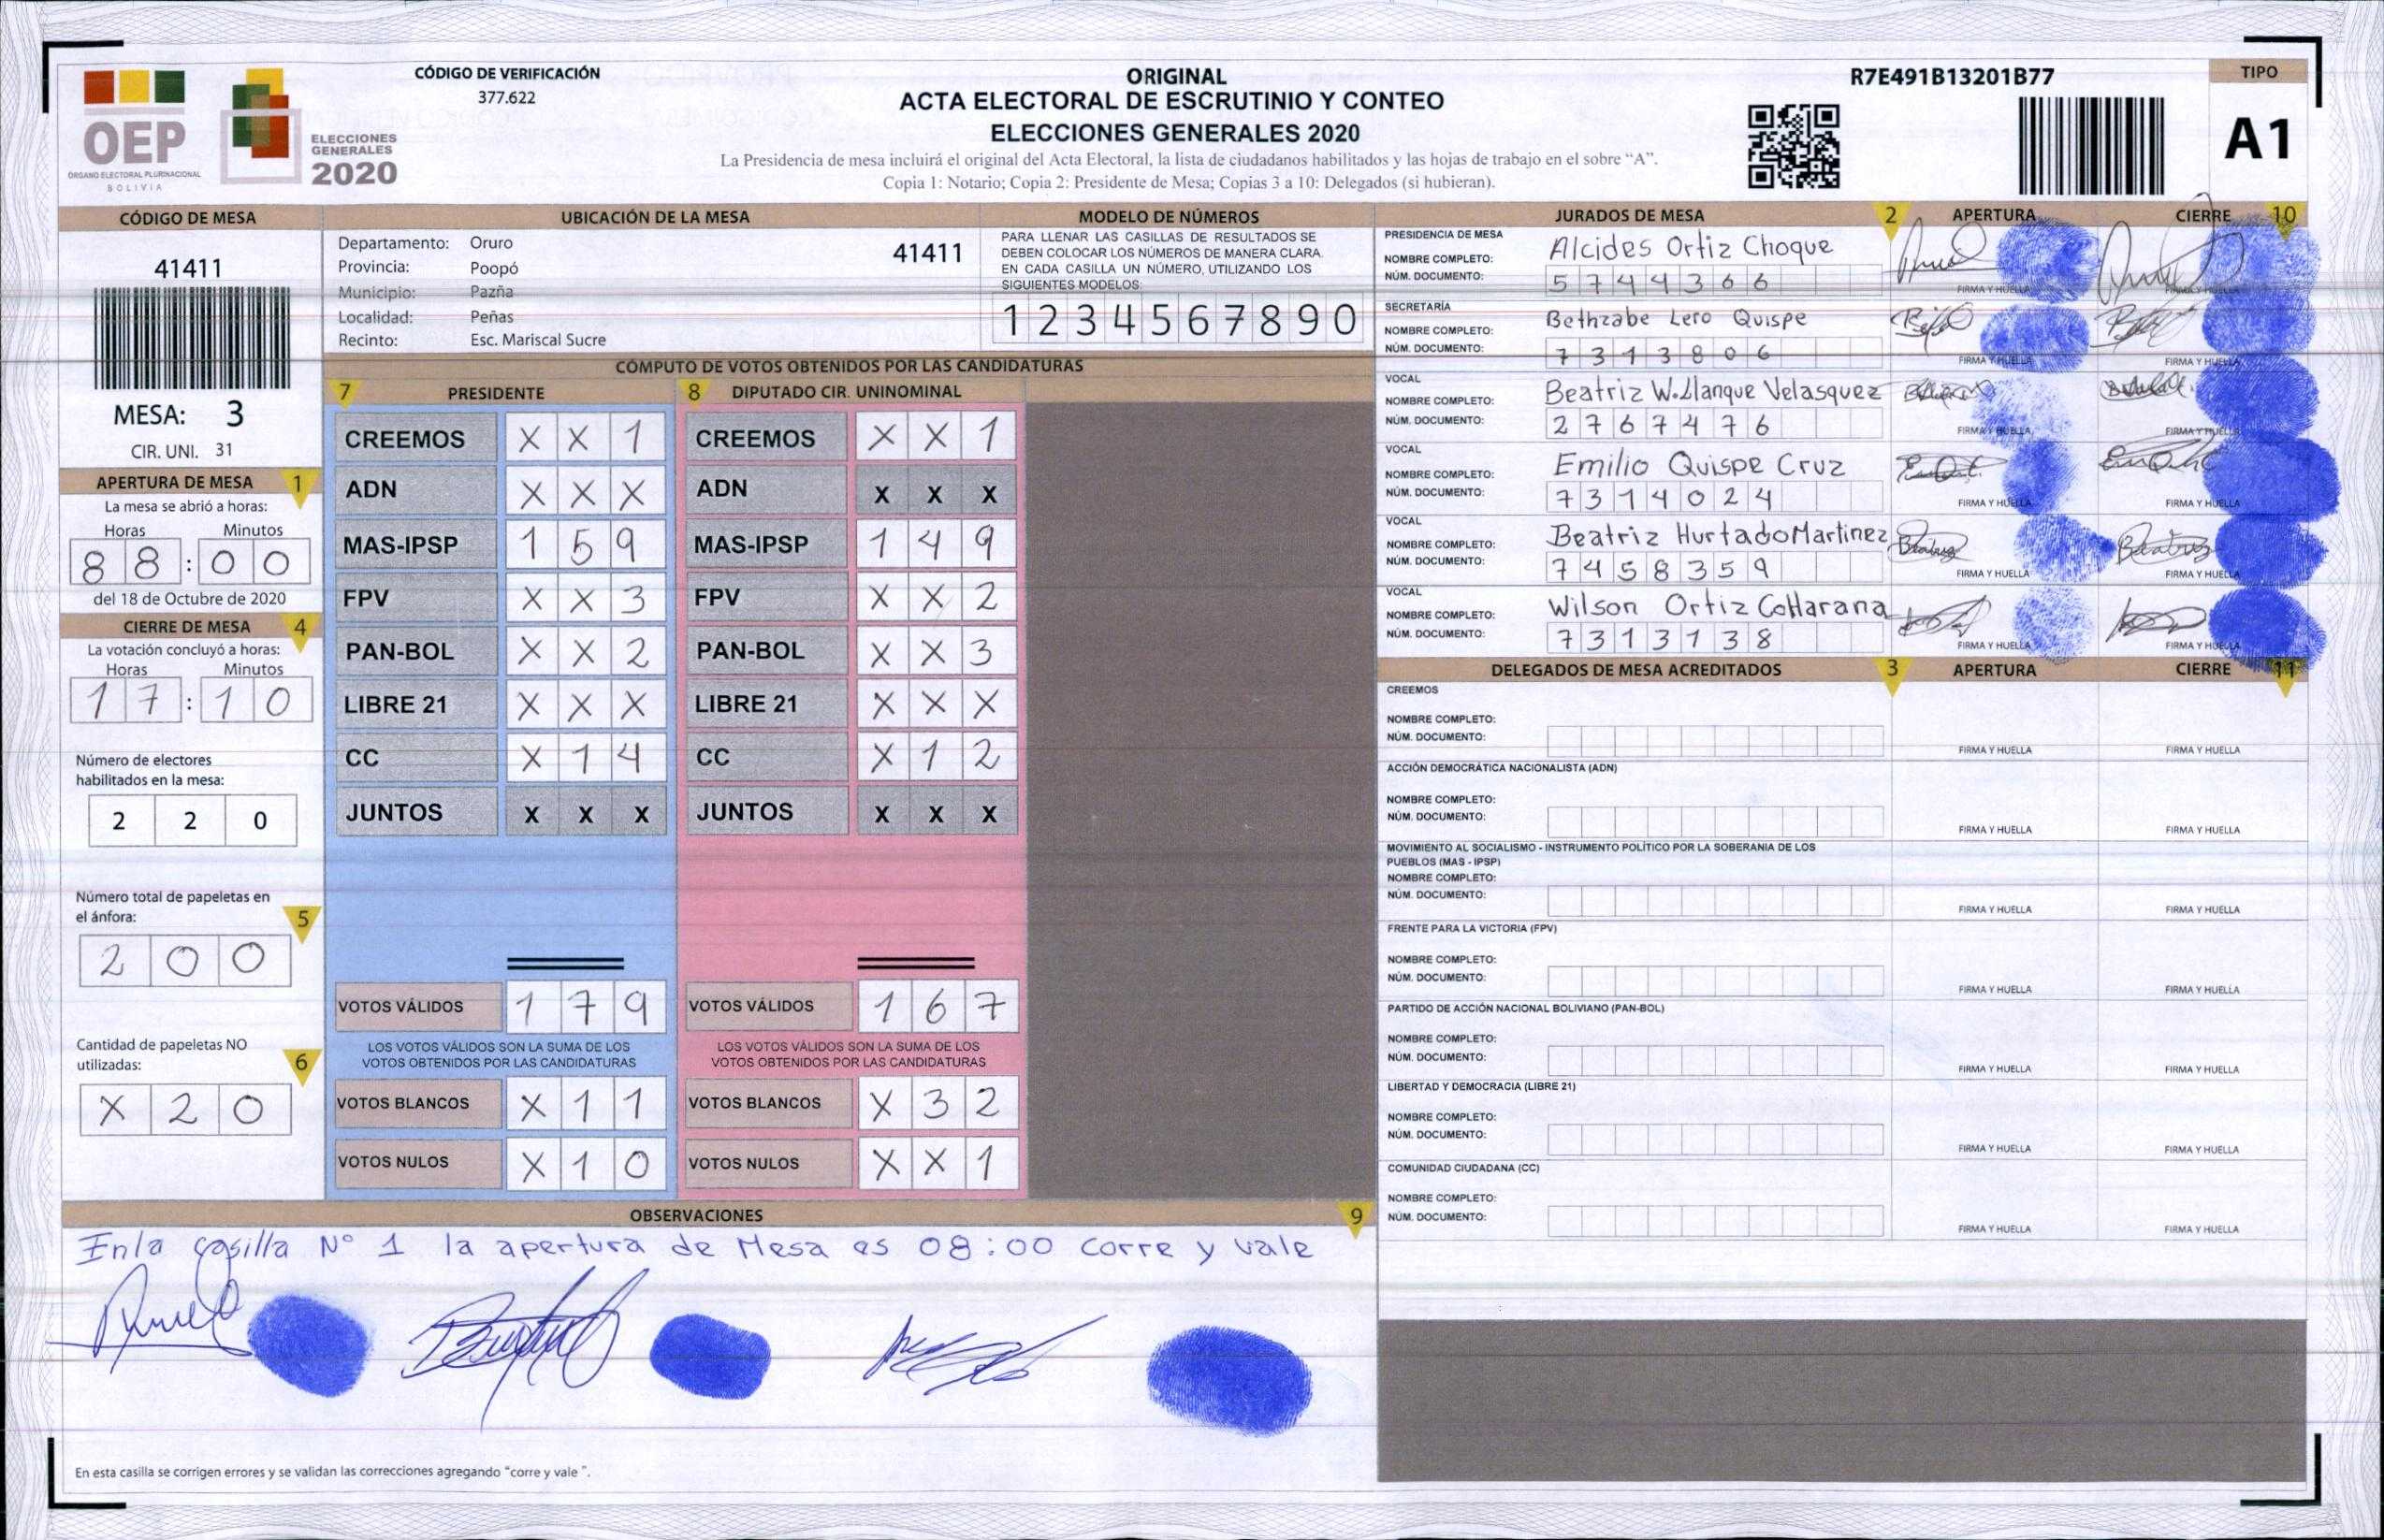 CÓDIGO DE VERIFICACIÓN
377.622
OEP
ÓRGANO ELECTORAL PLURINACIONAL
BOLIVIA
ELECCIONES
GENERALES
2020
ORIGINAL
ACTA ELECTORAL DE ESCRUTINIO Y CONTEO
ELECCIONES GENERALES 2020
La Presidencia de mesa incluirá el original del Acta Electoral, la lista de ciudadanos habilitados y las hojas de trabajo en el sobre “A”.
Copia 1: Notario; Copia 2: Presidente de Mesa; Copias 3 a 10: Delegados (si hubieran).
R7E491B13201B77
TIPO
A1
CÓDIGO DE MESA
41411
MESA: 3
CIR. UNI. 31
UBICACIÓN DE LA MESA
Departamento: Oruro
41411
Provincia: Poopó
Municipio: Pazña
Localidad: Peñas
Recinto: Esc. Mariscal Sucre
MODELO DE NÚMEROS
PARA LLENAR LAS CASILLAS DE RESULTADOS SE
DEBEN COLOCAR LOS NÚMEROS DE MANERA CLARA.
EN CADA CASILLA UN NÚMERO, UTILIZANDO LOS
SIGUIENTES MODELOS:
1 2 3 4 5 6 7 8 9 0
APERTURA DE MESA 1
La mesa se abrió a horas:
Horas Minutos
8 8 : 0 0
del 18 de Octubre de 2020
CIERRE DE MESA 4
La votación concluyó a horas:
Horas Minutos
1 7 : 1 0
Número de electores
habilitados en la mesa:
2 2 0
Número total de papeletas en
el ánfora:
5
2 0 0
Cantidad de papeletas NO
utilizadas:
6
X 2 0
CÓMPUTO DE VOTOS OBTENIDOS POR LAS CANDIDATURAS
7 PRESIDENTE
CREEMOS X X 1
ADN X X X
MAS-IPSP 1 5 9
FPV X X 3
PAN-BOL X X 2
LIBRE 21 X X X
CC X 1 4
JUNTOS X X X
VOTOS VÁLIDOS 1 7 9
LOS VOTOS VÁLIDOS SON LA SUMA DE LOS
VOTOS OBTENIDOS POR LAS CANDIDATURAS
VOTOS BLANCOS X 1 1
VOTOS NULOS X 1 0
8 DIPUTADO CIR. UNINOMINAL
CREEMOS X X 1
ADN X X X
MAS-IPSP 1 4 9
FPV X X 2
PAN-BOL X X 3
LIBRE 21 X X X
CC X 1 2
JUNTOS X X X
VOTOS VÁLIDOS 1 6 7
LOS VOTOS VÁLIDOS SON LA SUMA DE LOS
VOTOS OBTENIDOS POR LAS CANDIDATURAS
VOTOS BLANCOS X 3 2
VOTOS NULOS X X 1
JURADOS DE MESA 2 APERTURA CIERRE 10
PRESIDENCIA DE MESA
NOMBRE COMPLETO: Alcides Ortiz Choque
NÚM. DOCUMENTO: 5 7 4 4 3 6 6
FIRMA Y HUELLA FIRMA Y HUELLA
SECRETARÍA
NOMBRE COMPLETO: Bethzabe Lero Quispe
NÚM. DOCUMENTO: 7 3 1 3 8 0 6
FIRMA Y HUELLA FIRMA Y HUELLA
VOCAL
NOMBRE COMPLETO: Beatriz W. Llanque Velasquez
NÚM. DOCUMENTO: 2 7 6 7 4 7 6
FIRMA Y HUELLA FIRMA Y HUELLA
VOCAL
NOMBRE COMPLETO: Emilio Quispe Cruz
NÚM. DOCUMENTO: 7 3 1 4 0 2 4
FIRMA Y HUELLA FIRMA Y HUELLA
VOCAL
NOMBRE COMPLETO: Beatriz Hurtado Martinez
NÚM. DOCUMENTO: 7 4 5 8 3 5 9
FIRMA Y HUELLA FIRMA Y HUELLA
VOCAL
NOMBRE COMPLETO: Wilson Ortiz
NÚM. DOCUMENTO: 7 3 1 3 1 3 8
FIRMA Y HUELLA FIRMA Y HUELLA
DELEGADOS DE MESA ACREDITADOS 3 APERTURA CIERRE 11
CREEMOS
NOMBRE COMPLETO:
NÚM. DOCUMENTO:
FIRMA Y HUELLA FIRMA Y HUELLA
ACCIÓN DEMOCRÁTICA NACIONALISTA (ADN)
NOMBRE COMPLETO:
NÚM. DOCUMENTO:
FIRMA Y HUELLA FIRMA Y HUELLA
MOVIMIENTO AL SOCIALISMO - INSTRUMENTO POLÍTICO POR LA SOBERANIA DE LOS
PUEBLOS (MAS - IPSP)
NOMBRE COMPLETO:
NÚM. DOCUMENTO:
FIRMA Y HUELLA FIRMA Y HUELLA
FRENTE PARA LA VICTORIA (FPV)
NOMBRE COMPLETO:
NÚM. DOCUMENTO:
FIRMA Y HUELLA FIRMA Y HUELLA
PARTIDO DE ACCIÓN NACIONAL BOLIVIANO (PAN-BOL)
NOMBRE COMPLETO:
NÚM. DOCUMENTO:
FIRMA Y HUELLA FIRMA Y HUELLA
LIBERTAD Y DEMOCRACIA (LIBRE 21)
NOMBRE COMPLETO:
NÚM. DOCUMENTO:
FIRMA Y HUELLA FIRMA Y HUELLA
COMUNIDAD CIUDADANA (CC)
NOMBRE COMPLETO:
NÚM. DOCUMENTO:
FIRMA Y HUELLA FIRMA Y HUELLA
OBSERVACIONES 9
En la casilla Nº 1 la apertura de Mesa es 08:00 corre y vale
En esta casilla se corrigen errores y se validan las correcciones agregando “corre y vale”.